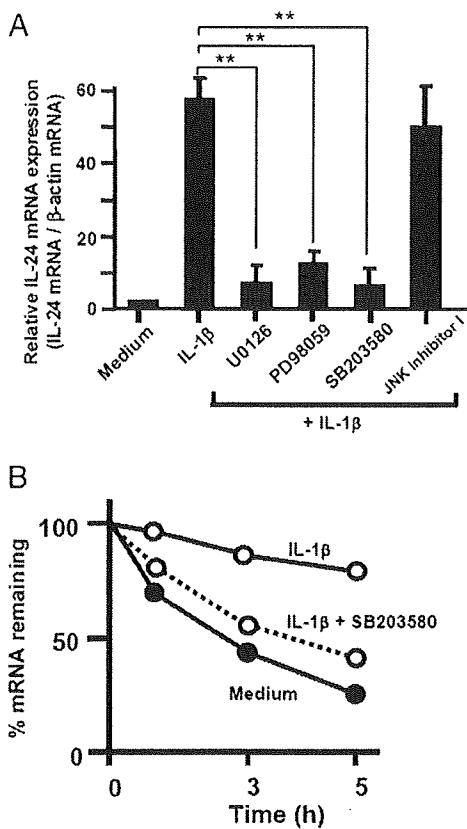 A
Relative IL-24 mRNA expression
(IL-24 mRNA / β-actin mRNA)
60
40
20
0
**
**
**
Medium
IL-1β
U0126
PD98059
SB203580
JNK Inhibitor I
+ IL-1β
B
% mRNA remaining
100
50
0
IL-1β
IL-1β + SB203580
Medium
0
3
5
Time (h)